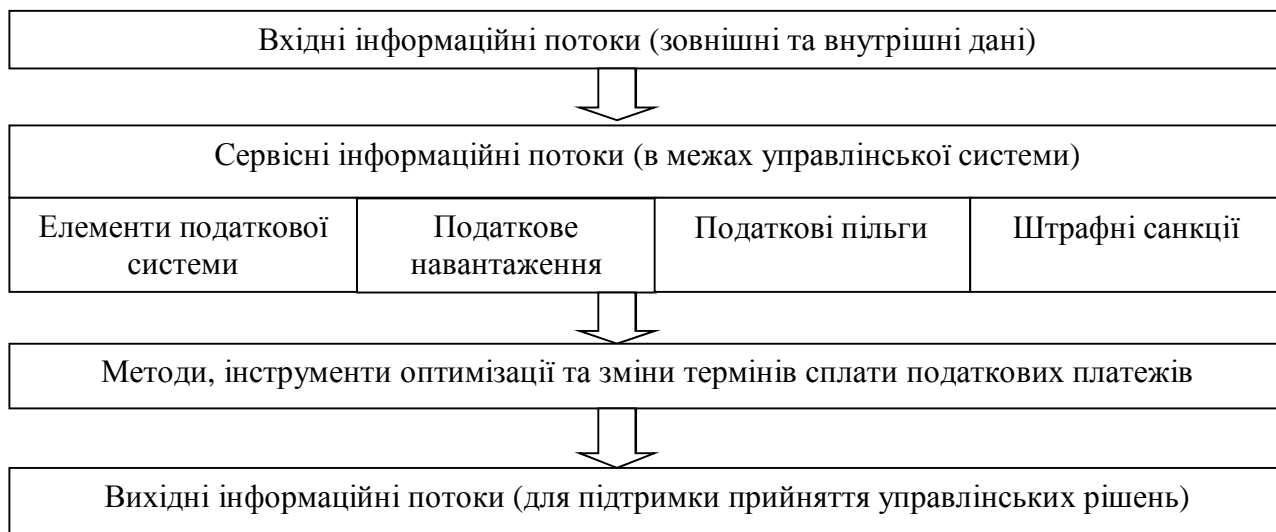 Вхідні інформаційні потоки (зовнішні та внутрішні дані)
Сервісні інформаційні потоки (в межах управлінської системи)
Елементи податкової
системи
Податкове
навантаження
Податкові пільги
Штрафні санкції
Методи, інструменти оптимізації та зміни термінів сплати податкових платежів
Вихідні інформаційні потоки (для підтримки прийняття управлінських рішень)